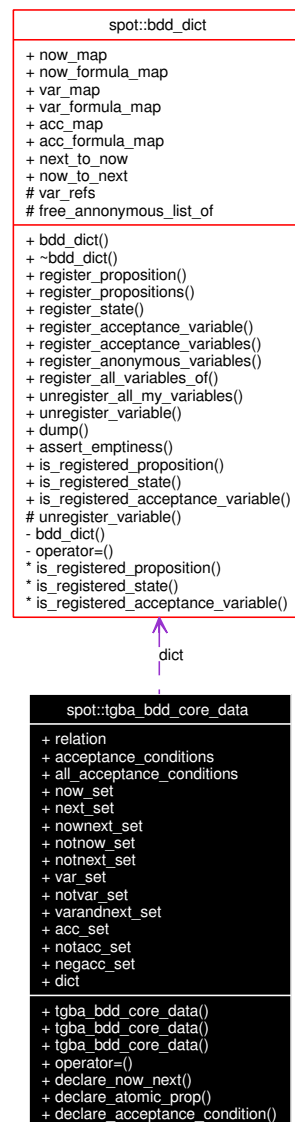 spot::bdd_dict
+ now_map
+ now_formula_map
+ var_map
+ var_formula_map
+ acc_map
+ acc_formula_map
+ next_to_now
+ now_to_next
# var_refs
# free_annonymous_list_of
+ bdd_dict()
+ ~bdd_dict()
+ register_proposition()
+ register_propositions()
+ register_state()
+ register_acceptance_variable()
+ register_acceptance_variables()
+ register_anonymous_variables()
+ register_all_variables_of()
+ unregister_all_my_variables()
+ unregister_variable()
+ dump()
+ assert_emptiness()
+ is_registered_proposition()
+ is_registered_state()
+ is_registered_acceptance_variable()
# unregister_variable()
- bdd_dict()
- operator=()
* is_registered_proposition()
* is_registered_state()
* is_registered_acceptance_variable()
dict
spot::tgba_bdd_core_data
+ relation
+ acceptance_conditions
+ all_acceptance_conditions
+ now_set
+ next_set
+ nownext_set
+ notnow_set
+ notnext_set
+ var_set
+ notvar_set
+ varandnext_set
+ acc_set
+ notacc_set
+ negacc_set
+ dict
+ tgba_bdd_core_data()
+ tgba_bdd_core_data()
+ tgba_bdd_core_data()
+ operator=()
+ declare_now_next()
+ declare_atomic_prop()
+ declare_acceptance_condition()